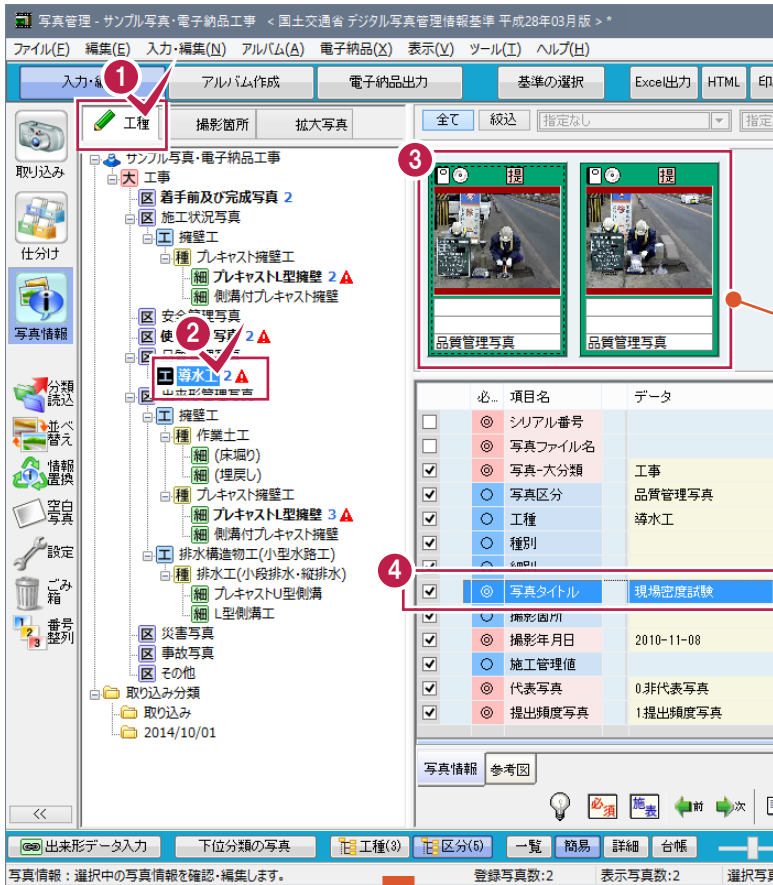 写真管理 - サンプル写真・電子納品工事 < 国土交通省 デジタル写真管理情報基準 平成28年03月版 > *
ファイル(F) 編集(E) 入力・編集(N) アルバム(A) 電子納品(X) 表示(V) ツール(T) ヘルプ(H)
入力・編 アルバム作成 電子納品出力 基準の選択 Excel出力 HTML 印
1
工種 撮影箇所 拡大写真
全て 絞込 指定なし 指定
取り込み
仕分け
写真情報
分類読込
並べ替え
情報置換
空白写真
設定
ごみ箱
番号整列
<<
サンプル写真・電子納品工事
大 工事
区 着手前及び完成写真 2
区 施工状況写真
工 擁壁工
種 プレキャスト擁壁工
細 プレキャストL型擁壁 2
細 側溝付プレキャスト擁壁
区 安全管理写真
区 使 写真 2
2
区 品質管理写真
工 導水工 2
区 出来形管理写真
工 擁壁工
種 作業土工
細 (床堀り)
細 (埋戻し)
種 プレキャスト擁壁工
細 プレキャストL型擁壁 3
細 側溝付プレキャスト擁壁
工 排水構造物工(小型水路工)
種 排水工(小段排水・縦排水)
細 プレキャストU型側溝
細 L型側溝工
区 災害写真
区 事故写真
区 その他
取り込み分類
取り込み
2014/10/01
3
提 提
品質管理写真 品質管理写真
必... 項目名 データ
◎ シリアル番号
◎ 写真ファイル名
◎ 写真-大分類 工事
○ 写真区分 品質管理写真
○ 工種 導水工
○ 種別
○ 細別
4
◎ 写真タイトル 現場密度試験
○ 撮影箇所
◎ 撮影年月日 2010-11-08
○ 施工管理値
◎ 代表写真 0.非代表写真
◎ 提出頻度写真 1.提出頻度写真
写真情報 参考図
必須 施表 前 次
出来形データ入力 下位分類の写真 工種(3) 区分(5) 一覧 簡易 詳細 台帳
写真情報：選択中の写真情報を確認・編集します。 登録写真数:2 表示写真数:2 選択写真